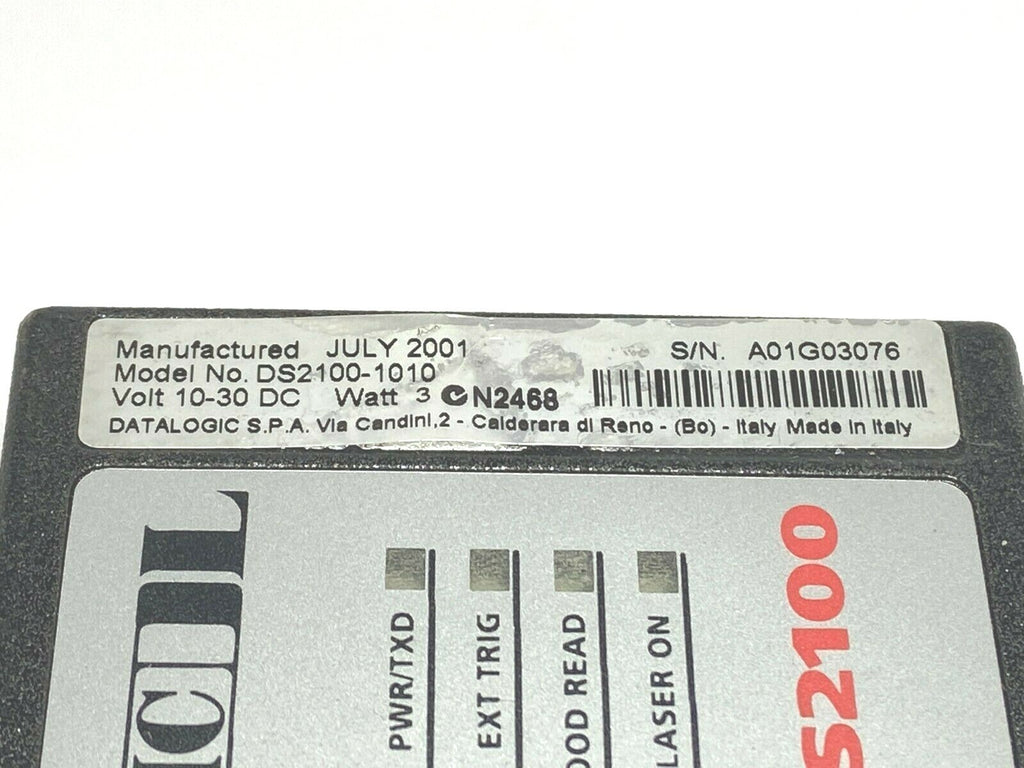 Manufactured JULY 2001
S/N. A01G03076
Model No. DS2100-1010
Volt 10-30 DC Watt 3 N2468
DATALOGIC S.P.A. Via Candini,2 - Calderara di Reno - (Bo) - Italy Made in Italy
IC L
PWR/TXD
EXT TRIG
OOD READ
LASER ON
S2100